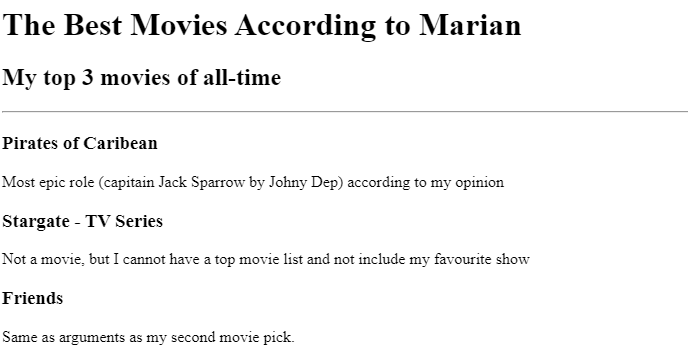 The Best Movies According to Marian
My top 3 movies of all-time
Pirates of Caribean
Most epic role (capitain Jack Sparrow by Johny Dep) according to my opinion
Stargate - TV Series
Not a movie, but I cannot have a top movie list and not include my favourite show
Friends
Same as arguments as my second movie pick.